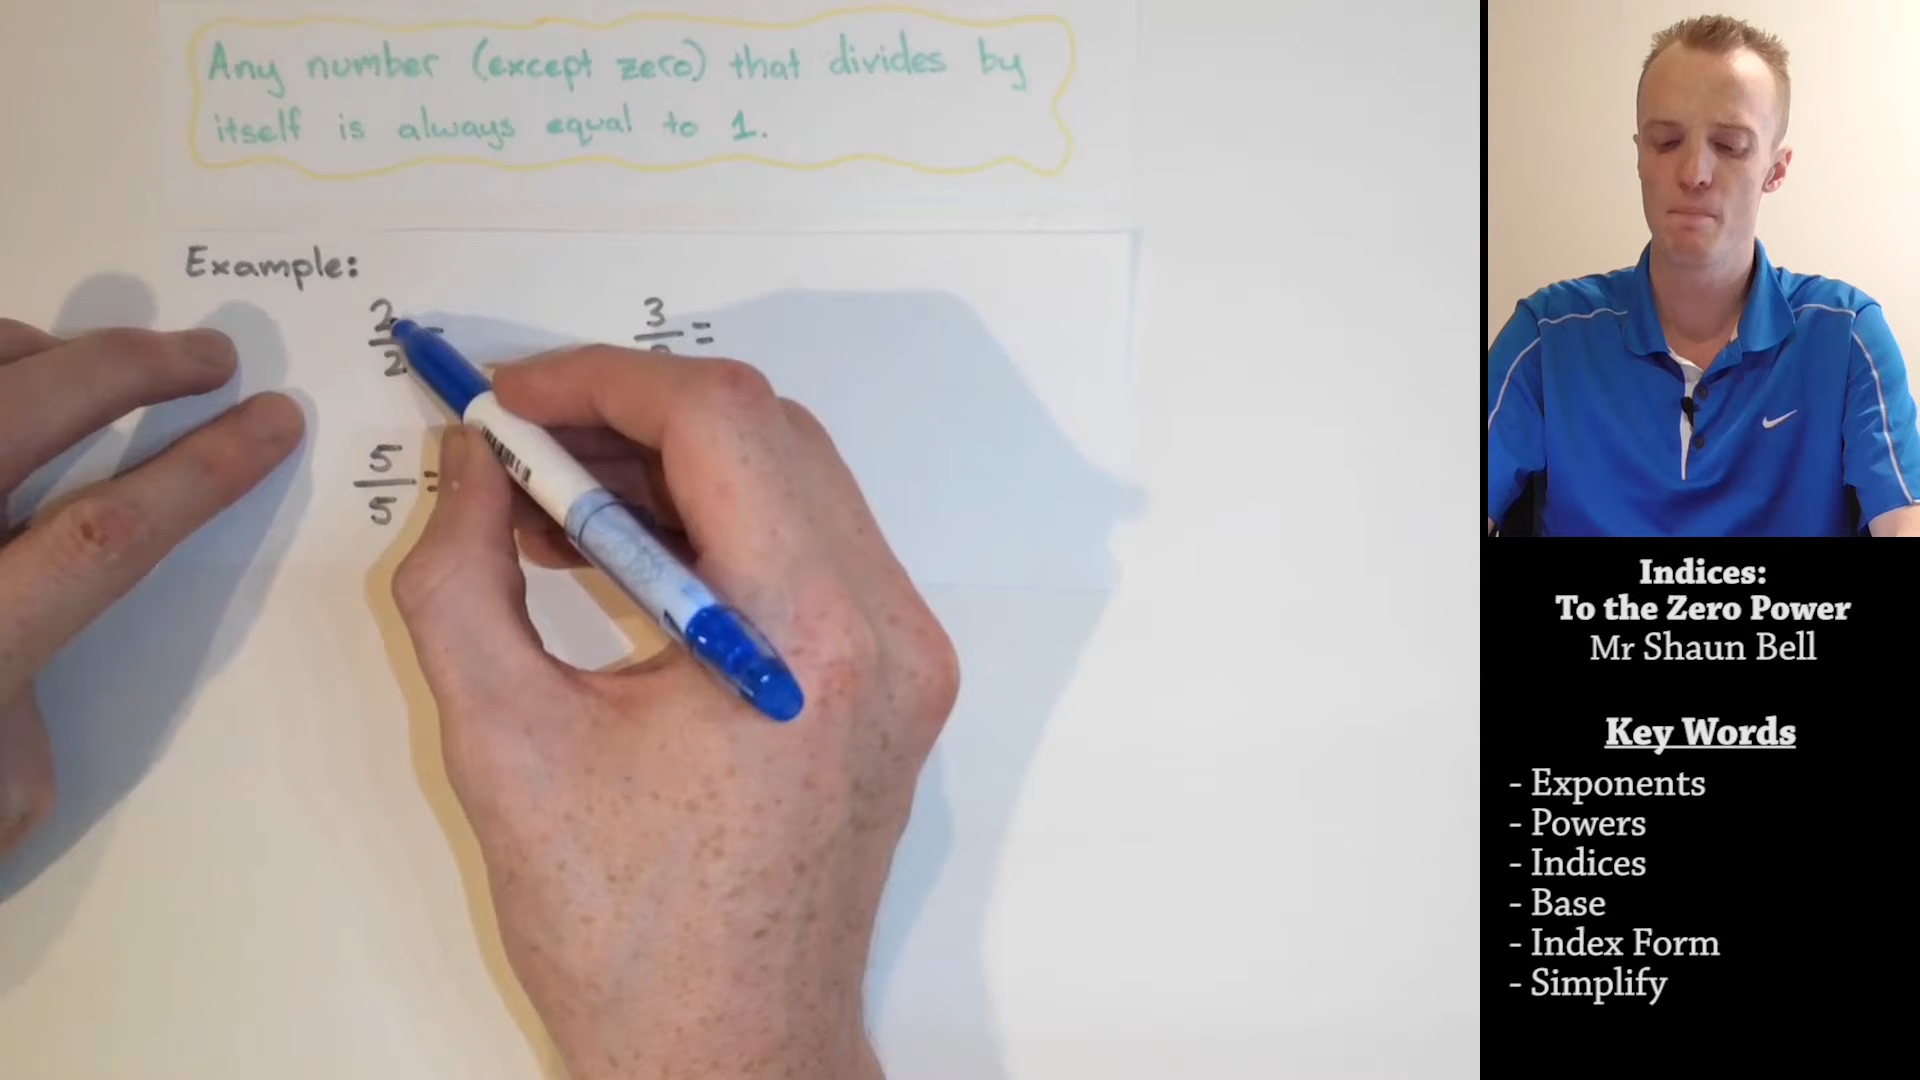 Any number (except zero) that divides by
itself is always equal to 1.
Example:
2
2
3
=
5
5
=
Indices:
To the Zero Power
Mr Shaun Bell
Key Words
- Exponents
- Powers
- Indices
- Base
- Index Form
- Simplify